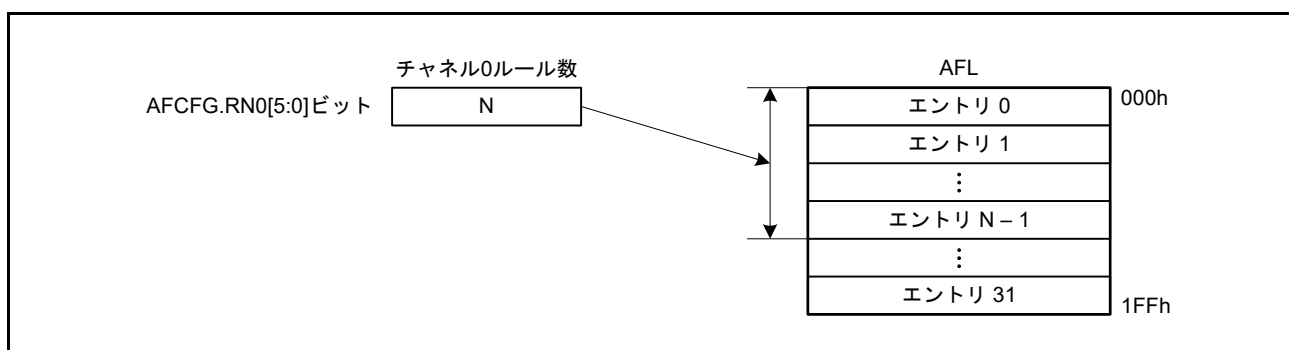 チャネル0ルール数
AFCFG.RN0[5:0]ビット
N
AFL
エントリ 0
000h
エントリ 1
⋮
エントリ N – 1
⋮
エントリ 31
1FFh